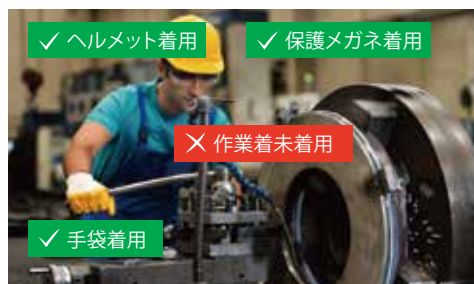 ✓ ヘルメット着用
✓ 保護メガネ着用
✕ 作業着未着用
✓ 手袋着用